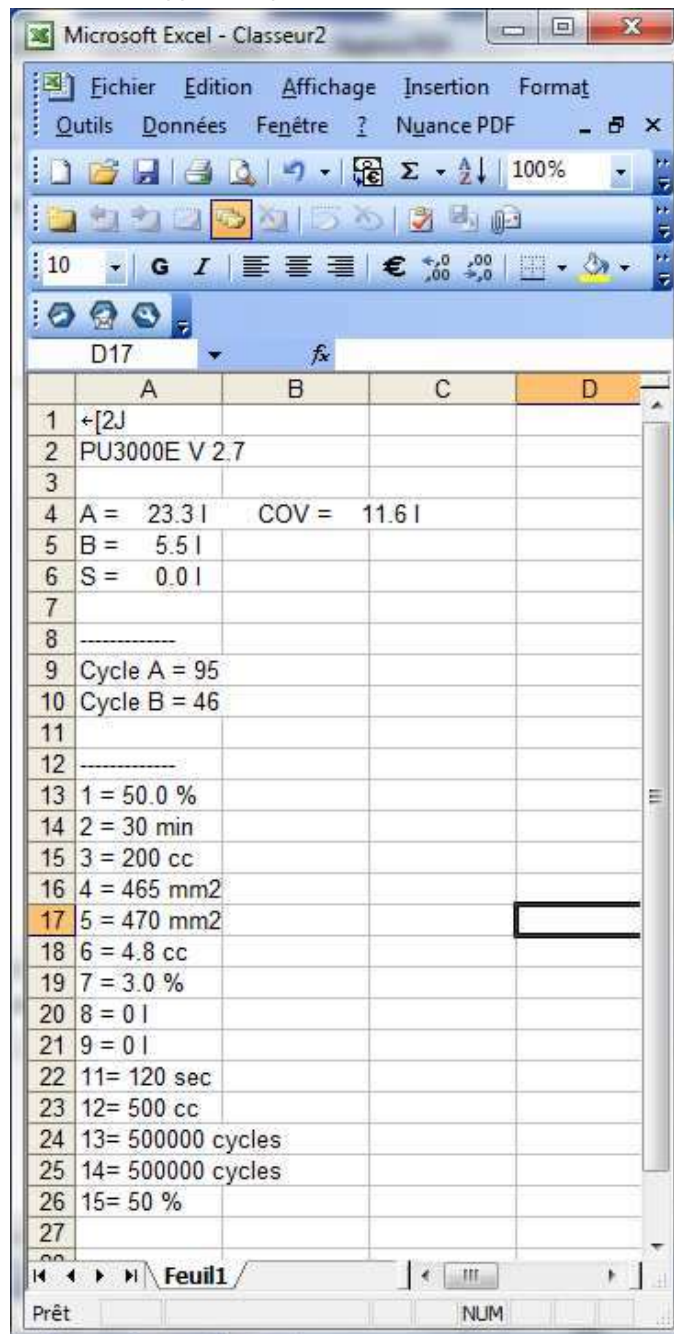 Microsoft Excel - Classeur2
Fichier Edition Affichage Insertion Format
Outils Données Fenêtre ? Nuance PDF
100%
10 G I € ,00 ,00
D17 fx
A B C D
1 ←[2J
2 PU3000E V 2.7
3
4 A = 23.3 l COV = 11.6 l
5 B = 5.5 l
6 S = 0.0 l
7
8 -------------
9 Cycle A = 95
10 Cycle B = 46
11
12 -------------
13 1 = 50.0 %
14 2 = 30 min
15 3 = 200 cc
16 4 = 465 mm2
17 5 = 470 mm2
18 6 = 4.8 cc
19 7 = 3.0 %
20 8 = 0 l
21 9 = 0 l
22 11= 120 sec
23 12= 500 cc
24 13= 500000 cycles
25 14= 500000 cycles
26 15= 50 %
27
Feuil1
Prêt NUM